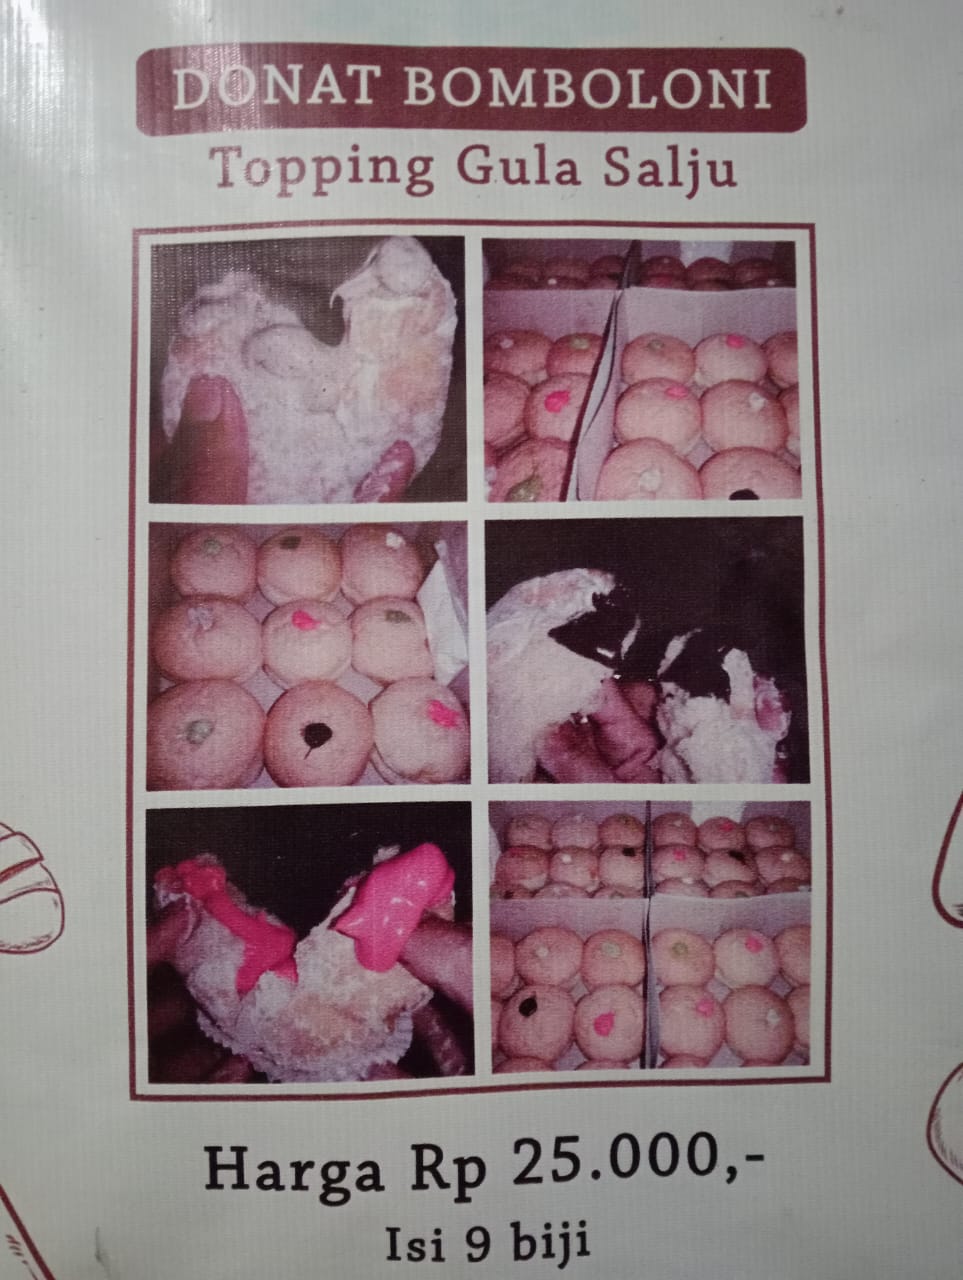 DONAT BOMBOLONI
Topping Gula Salju
Harga Rp 25.000,-
Isi 9 biji